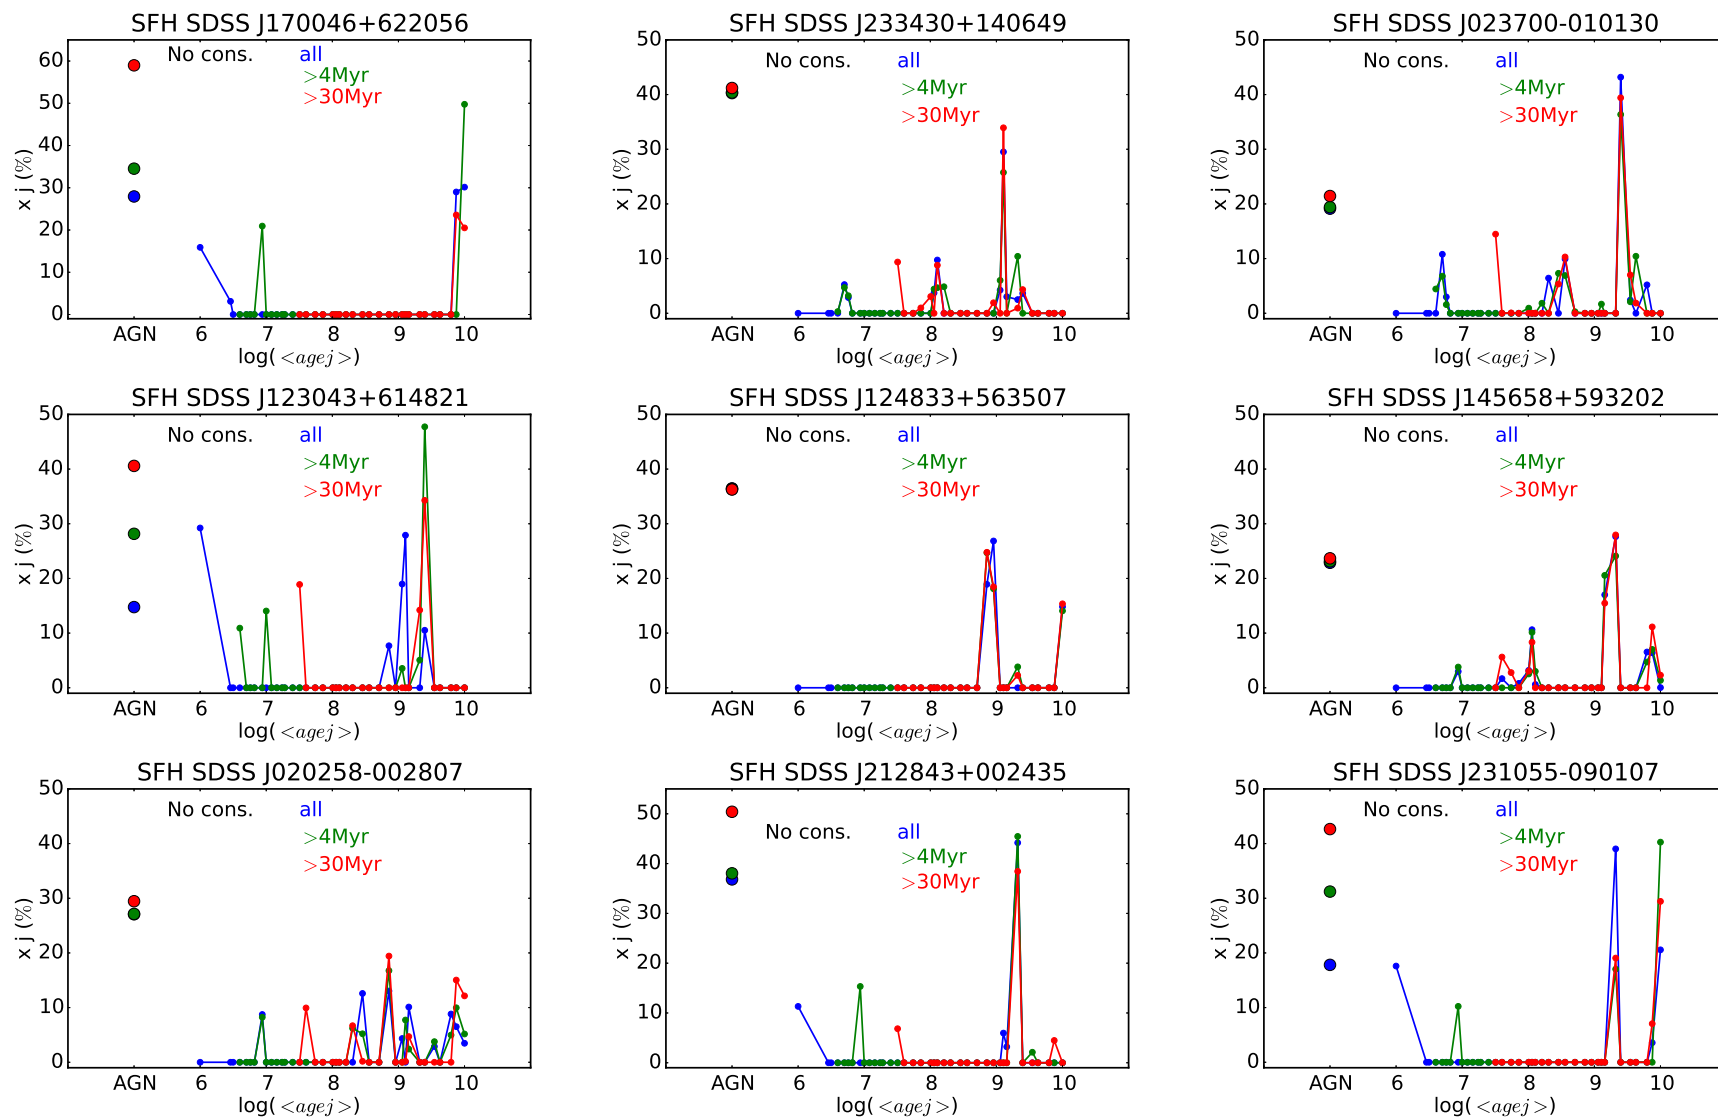 SFH SDSS J170046+622056
No cons. all
>4Myr
>30Myr
60
50
40
30
20
10
0
x j (%)
AGN 6 7 8 9 10
log(<agej>)
SFH SDSS J233430+140649
No cons. all
>4Myr
>30Myr
50
40
30
20
10
0
x j (%)
AGN 6 7 8 9 10
log(<agej>)
SFH SDSS J023700-010130
No cons. all
>4Myr
>30Myr
50
40
30
20
10
0
x j (%)
AGN 6 7 8 9 10
log(<agej>)
SFH SDSS J123043+614821
No cons. all
>4Myr
>30Myr
50
40
30
20
10
0
x j (%)
AGN 6 7 8 9 10
log(<agej>)
SFH SDSS J124833+563507
No cons. all
>4Myr
>30Myr
50
40
30
20
10
0
x j (%)
AGN 6 7 8 9 10
log(<agej>)
SFH SDSS J145658+593202
No cons. all
>4Myr
>30Myr
50
40
30
20
10
0
x j (%)
AGN 6 7 8 9 10
log(<agej>)
SFH SDSS J020258-002807
No cons. all
>4Myr
>30Myr
50
40
30
20
10
0
x j (%)
AGN 6 7 8 9 10
log(<agej>)
SFH SDSS J212843+002435
No cons. all
>4Myr
>30Myr
50
40
30
20
10
0
x j (%)
AGN 6 7 8 9 10
log(<agej>)
SFH SDSS J231055-090107
No cons. all
>4Myr
>30Myr
50
40
30
20
10
0
x j (%)
AGN 6 7 8 9 10
log(<agej>)